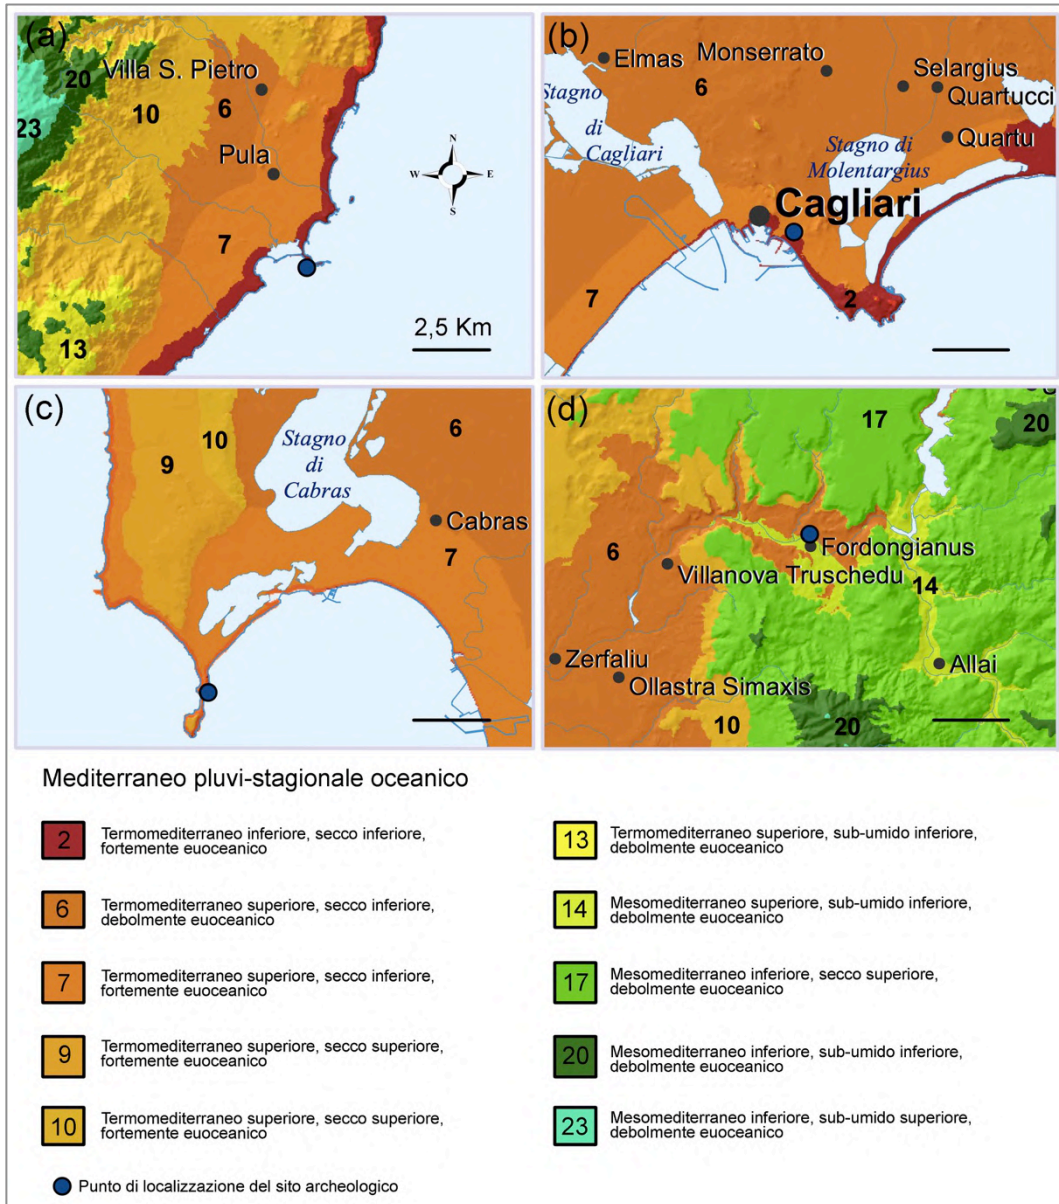 (a)
20
Villa S. Pietro
10
6
23
Pula
N
W
E
S
7
13
2,5 Km
(b)
Elmas
Monserrato
6
Selargius
Quartucci
Stagno
di
Cagliari
Quartu
Stagno di
Molentargius
Cagliari
7
2
(c)
10
6
9
Stagno
di
Cabras
Cabras
7
(d)
17
20
6
Fordongianus
Villanova Truschedu
14
Zerfaliu
Allai
Ollastra Simaxis
10
20
Mediterraneo pluvi-stagionale oceanico
2
Termomediterraneo inferiore, secco inferiore,
fortemente euoceanico
6
Termomediterraneo superiore, secco inferiore,
debolmente euoceanico
7
Termomediterraneo superiore, secco inferiore,
fortemente euoceanico
9
Termomediterraneo superiore, secco superiore,
fortemente euoceanico
10
Termomediterraneo superiore, secco superiore,
fortemente euoceanico
13
Termomediterraneo superiore, sub-umido inferiore,
debolmente euoceanico
14
Mesomediterraneo superiore, sub-umido inferiore,
debolmente euoceanico
17
Mesomediterraneo inferiore, secco superiore,
debolmente euoceanico
20
Mesomediterraneo inferiore, sub-umido inferiore,
debolmente euoceanico
23
Mesomediterraneo inferiore, sub-umido superiore,
debolmente euoceanico
Punto di localizzazione del sito archeologico